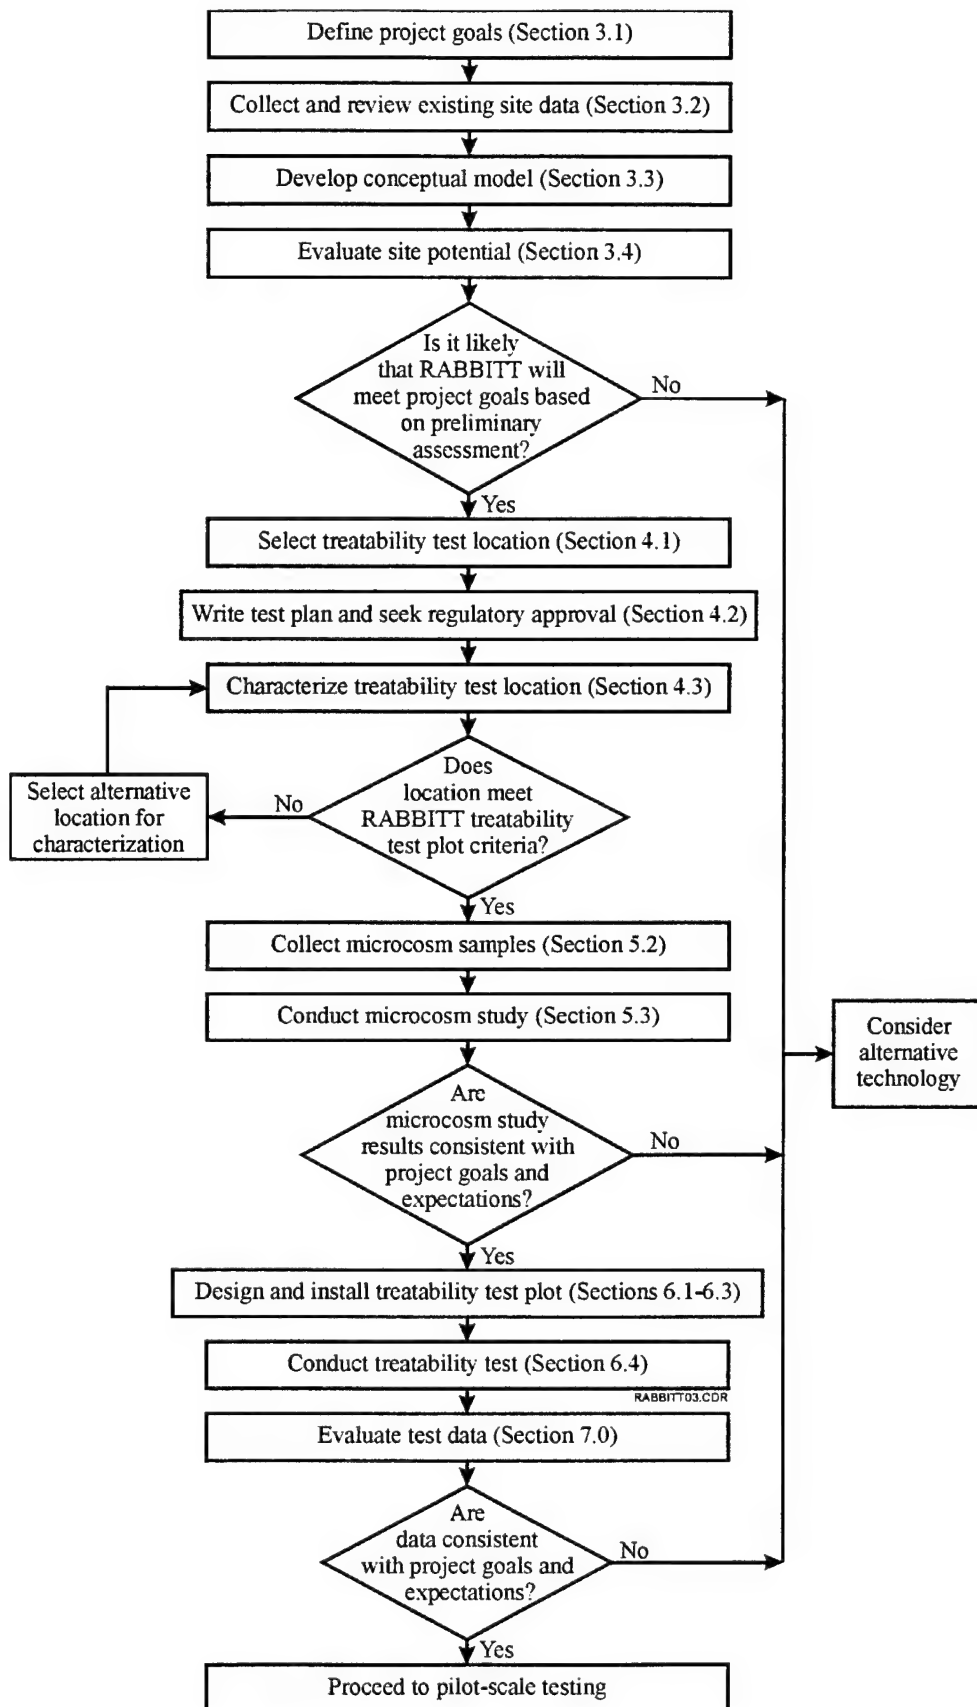 Define project goals (Section 3.1)
Collect and review existing site data (Section 3.2)
Develop conceptual model (Section 3.3)
Evaluate site potential (Section 3.4)
Is it likely
that RABBITT will
meet project goals based
on preliminary
assessment?
No
Yes
Select treatability test location (Section 4.1)
Write test plan and seek regulatory approval (Section 4.2)
Characterize treatability test location (Section 4.3)
Does
location meet
RABBITT treatability
test plot criteria?
No
Select alternative
location for
characterization
Yes
Collect microcosm samples (Section 5.2)
Conduct microcosm study (Section 5.3)
Consider
alternative
technology
Are
microcosm study
results consistent with
project goals and
expectations?
No
Yes
Design and install treatability test plot (Sections 6.1-6.3)
Conduct treatability test (Section 6.4)
RABBITT03.CDR
Evaluate test data (Section 7.0)
Are
data consistent
with project goals and
expectations?
No
Yes
Proceed to pilot-scale testing